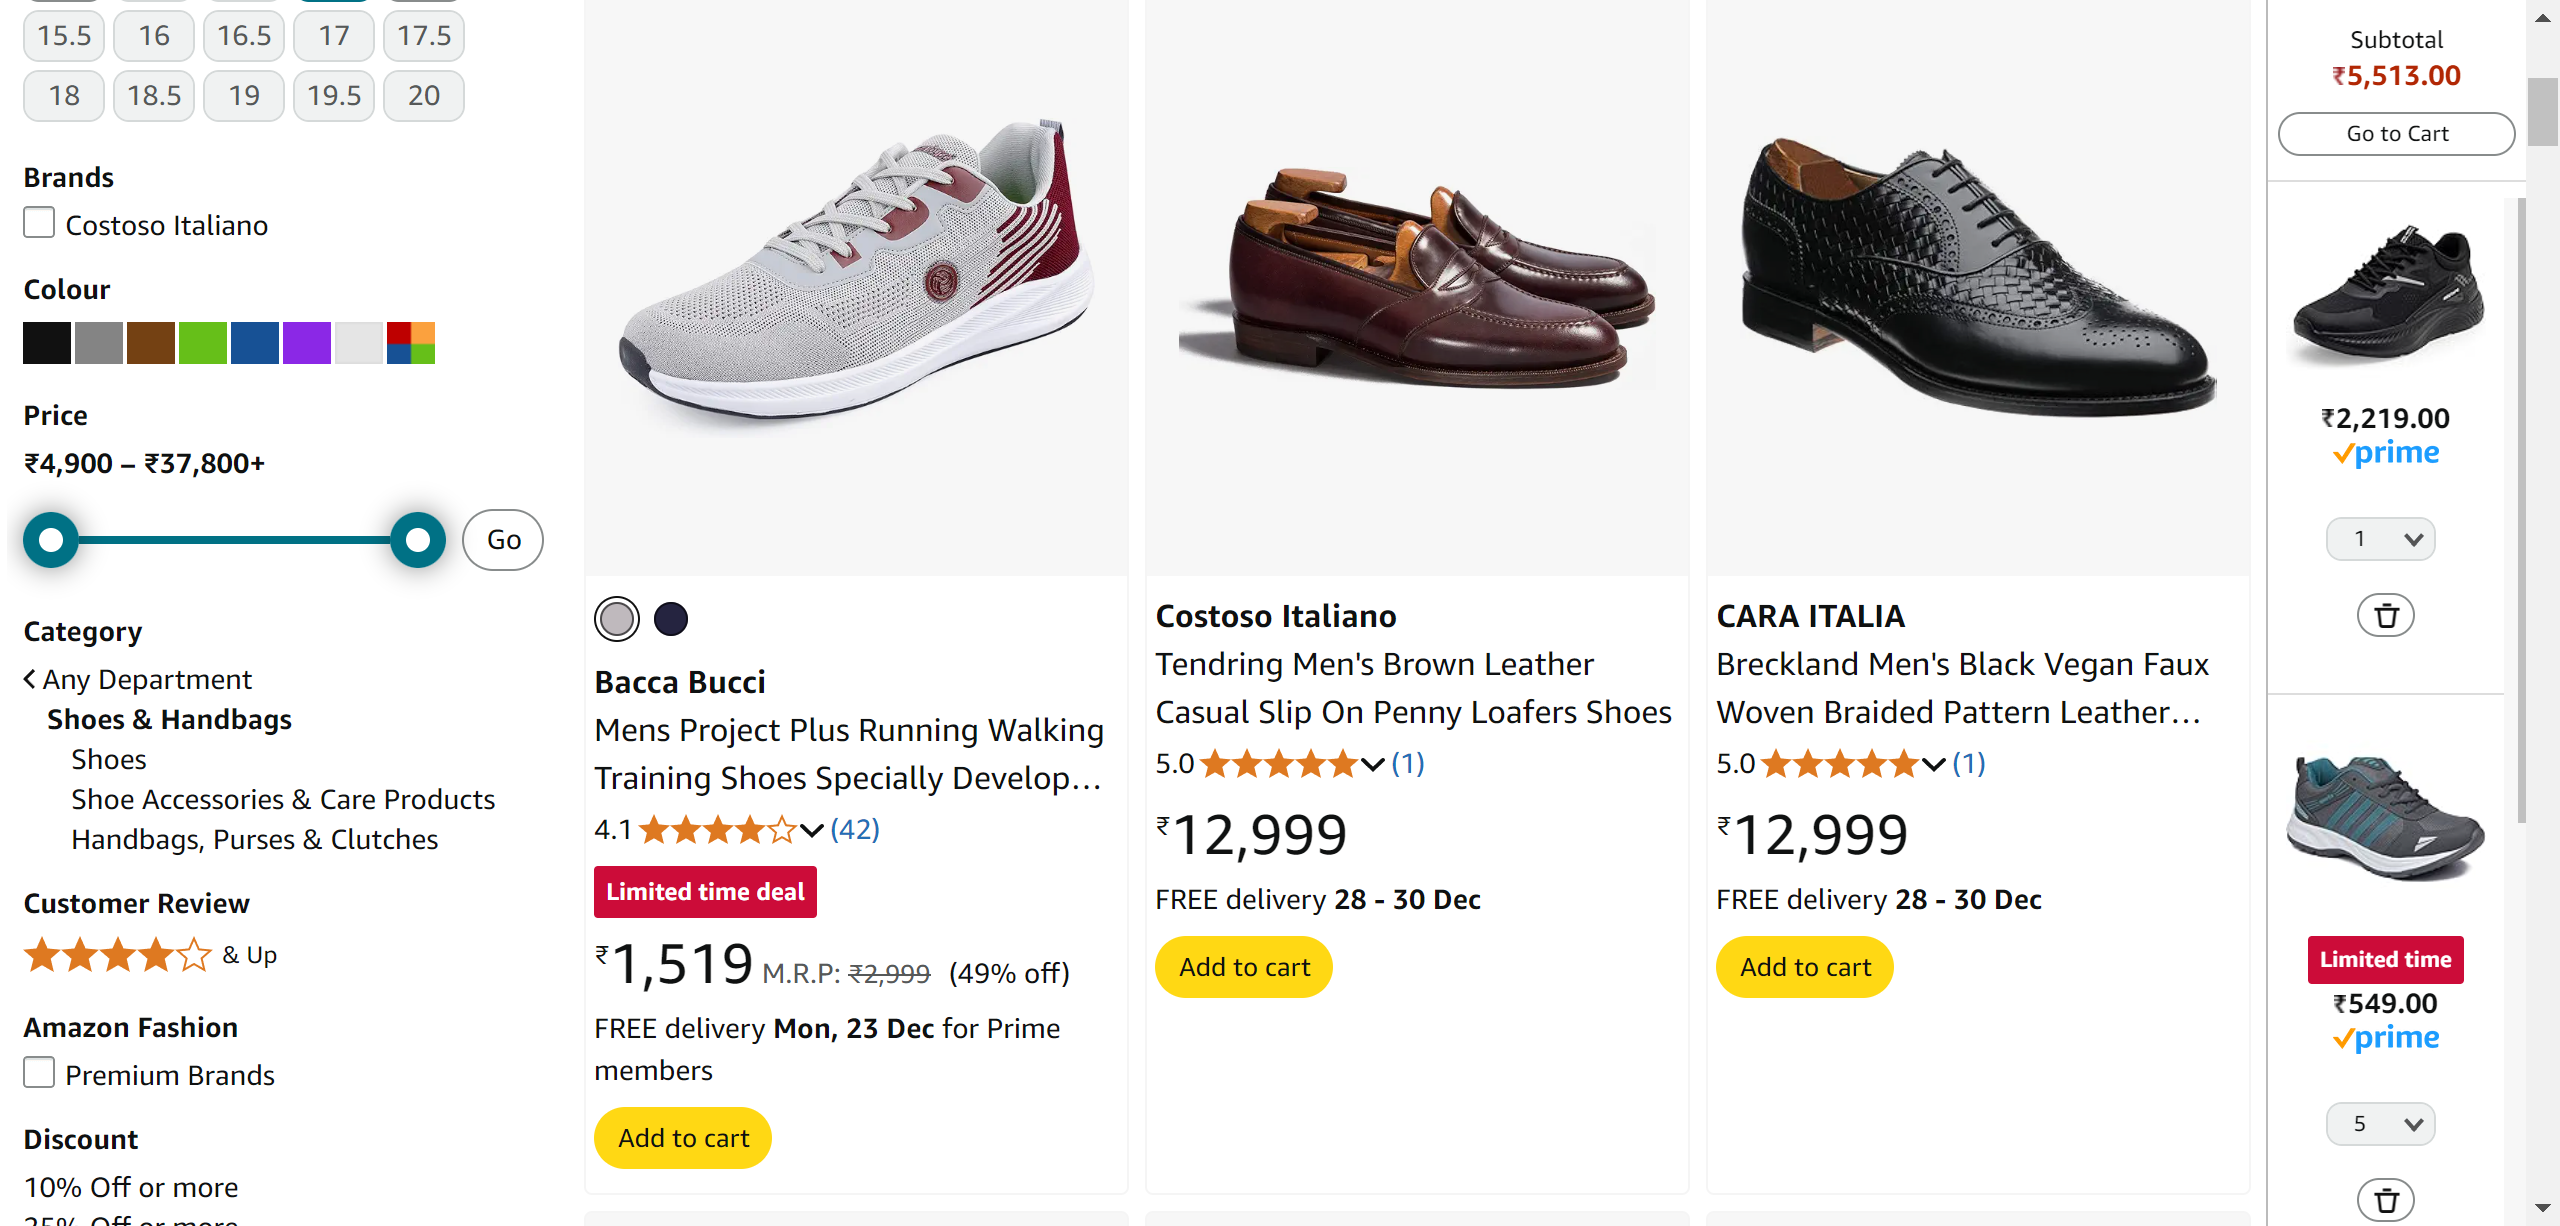 15.5 16 16.5 17 17.5
18 18.5 19 19.5 20
Brands
Costoso Italiano
Colour
Price
₹4,900 – ₹37,800+
Go
Category
Any Department
Shoes & Handbags
Shoes
Shoe Accessories & Care Products
Handbags, Purses & Clutches
Customer Review
& Up
Amazon Fashion
Premium Brands
Discount
10% Off or more
Bacca Bucci
Mens Project Plus Running Walking
Training Shoes Specially Develop...
4.1 (42)
Limited time deal
₹1,519 M.R.P: ₹2,999 (49% off)
FREE delivery Mon, 23 Dec for Prime
members
Add to cart
Costoso Italiano
Tendring Men's Brown Leather
Casual Slip On Penny Loafers Shoes
5.0 (1)
₹12,999
FREE delivery 28 - 30 Dec
Add to cart
CARA ITALIA
Breckland Men's Black Vegan Faux
Woven Braided Pattern Leather...
5.0 (1)
₹12,999
FREE delivery 28 - 30 Dec
Add to cart
Subtotal
₹5,513.00
Go to Cart
₹2,219.00
prime
1
Limited time
₹549.00
prime
5